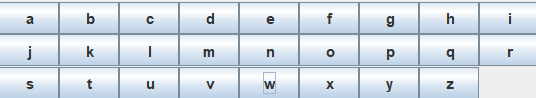 a b c d e f g h i
j k l m n o p q r
s t u v w x y z